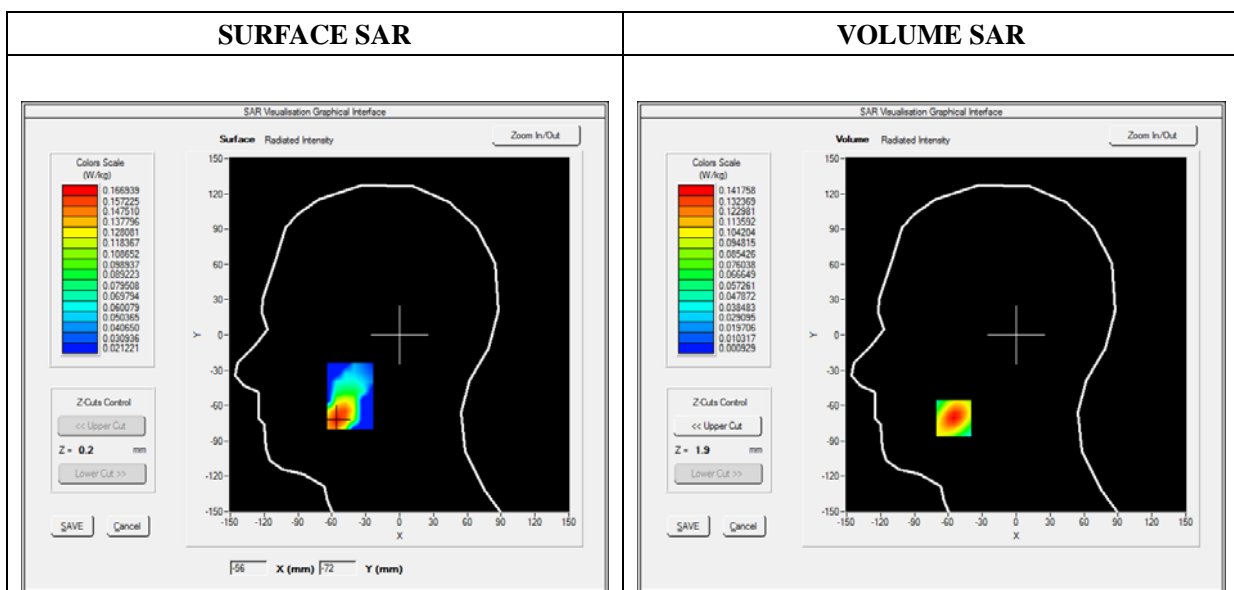 SURFACE SAR
VOLUME SAR
SAR Visualisation Graphical Interface
Surface Radiated Intensity
Zoom In/Out
Colors Scale
(W/kg)
0.166939
0.157225
0.147510
0.137796
0.128081
0.118367
0.108652
0.098937
0.089223
0.079508
0.069794
0.060079
0.050365
0.040650
0.030936
0.021221
Z-Cuts Control
<< Upper Cut
Z = 0.2 mm
Lower Cut >>
SAVE Cancel
150
120
90
60
30
0
-30
-60
-90
-120
-150
Y
-150 -120 -90 -60 -30 0 30 60 90 120 150
X
-56 X (mm) -72 Y (mm)
SAR Visualisation Graphical Interface
Volume Radiated Intensity
Zoom In/Out
Colors Scale
(W/kg)
0.141758
0.132369
0.122981
0.113592
0.104204
0.094815
0.085426
0.076038
0.066649
0.057261
0.047872
0.038483
0.029095
0.019706
0.010317
0.000929
Z-Cuts Control
<< Upper Cut
Z = 1.9 mm
Lower Cut >>
SAVE Cancel
150
120
90
60
30
0
-30
-60
-90
-120
-150
Y
-150 -120 -90 -60 -30 0 30 60 90 120 150
X